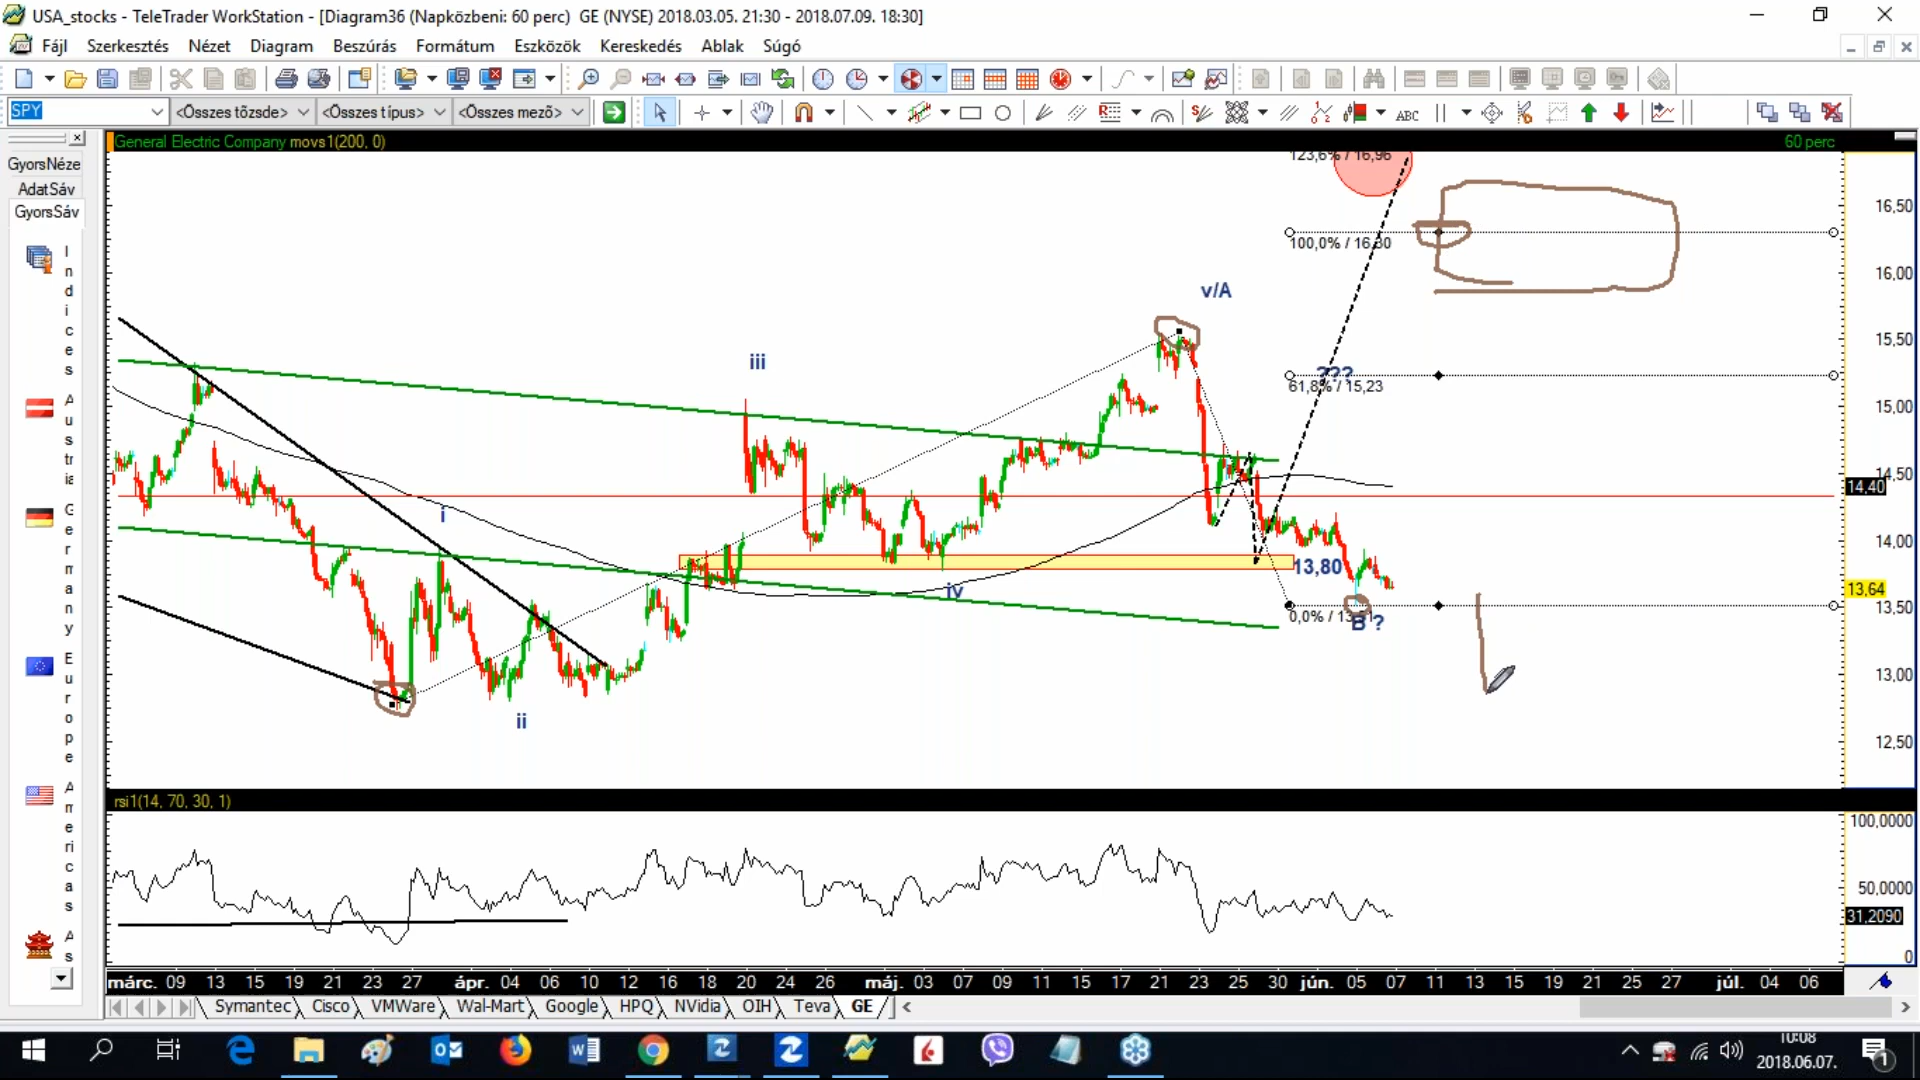 USA_stocks - TeleTrader WorkStation - [Diagram36 (Napközbeni: 60 perc)  GE (NYSE) 2018.03.05. 21:30 - 2018.07.09. 18:30]
Fájl Szerkesztés Nézet Diagram Beszúrás Formátum Eszközök Kereskedés Ablak Súgó
SPY <Összes tőzsde> <Összes típus> <Összes mező> ABC
GyorsNéze
AdatSáv
GyorsSáv
Indices
Austria
Germany
Europe
Americas
As
General Electric Company movs1(200, 0) 60 perc
123,6% / 16,96
100,0% / 16,30
61,8% / 15,23
0,0% / 13,51
v/A
iii
???
i
iv
13,80
B ?
ii
16,50
16,00
15,50
15,00
14,50
14,40
14,00
13,64
13,50
13,00
12,50
rsi1(14, 70, 30, 1)
100,0000
50,0000
31,2090
0
márc. 09 13 15 19 21 23 27 ápr. 04 06 10 12 16 18 20 24 26 máj. 03 07 09 11 15 17 21 23 25 30 jún. 05 07 11 13 15 19 21 25 27 júl. 04 06
Symantec Cisco VMWare Wal-Mart Google HPQ NVidia OIH Teva GE
10:08
2018.06.07.
1